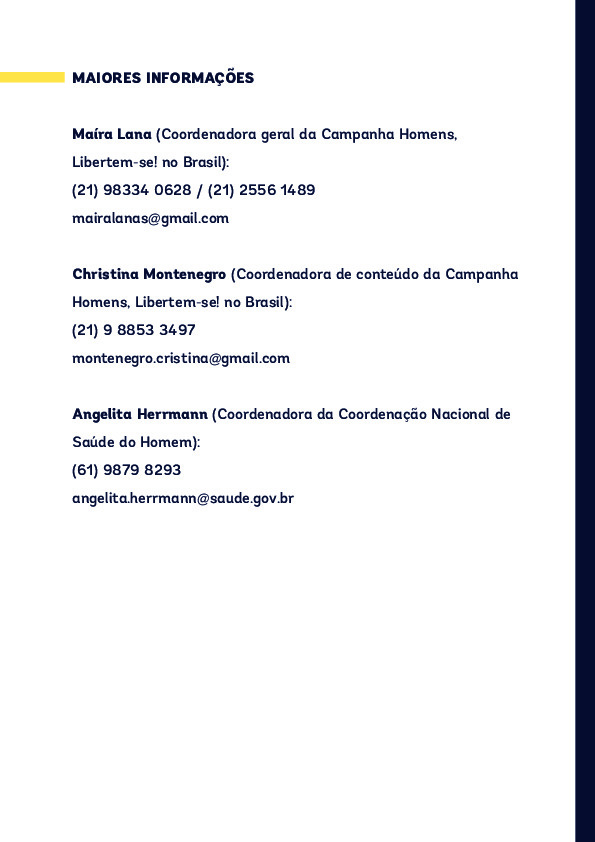 MAIORES INFORMAÇÕES
Maíra Lana (Coordenadora geral da Campanha Homens,
Libertem-se! no Brasil):
(21) 98334 0628 / (21) 2556 1489
mairalanas@gmail.com
Christina Montenegro (Coordenadora de conteúdo da Campanha
Homens, Libertem-se! no Brasil):
(21) 9 8853 3497
montenegro.cristina@gmail.com
Angelita Herrmann (Coordenadora da Coordenação Nacional de
Saúde do Homem):
(61) 9879 8293
angelita.herrmann@saude.gov.br